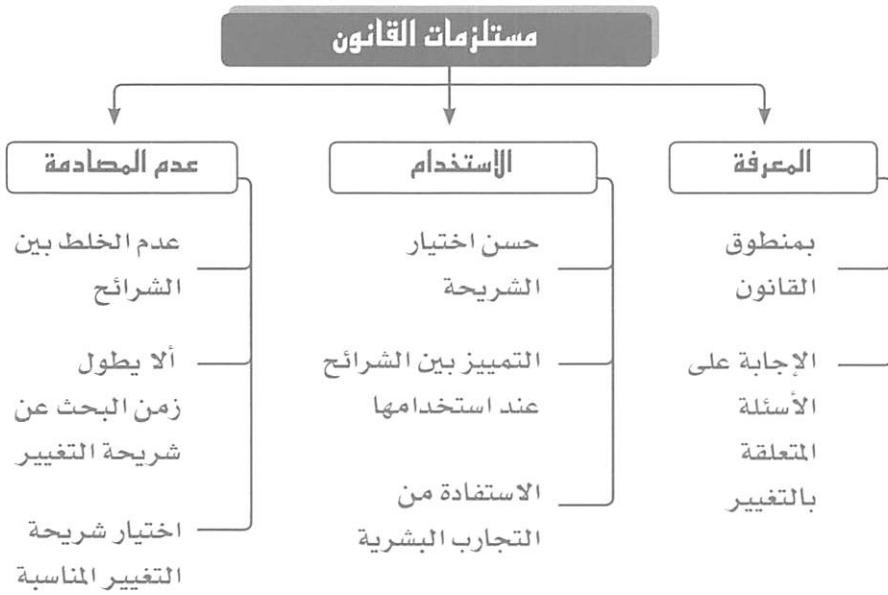 مستلزمات القانون
المعرفة
بمنطوق
القانون
الإجابة على
الأسئلة
المتعلقة
بالتغيير
الاستخدام
حسن اختيار
الشريحة
التمييز بين الشرائح
عند استخدامها
الاستفادة من
التجارب البشرية
عدم المصادمة
عدم الخلط بين
الشرائح
ألا يطول
زمن البحث عن
شريحة التغيير
اختيار شريحة
التغيير المناسبة